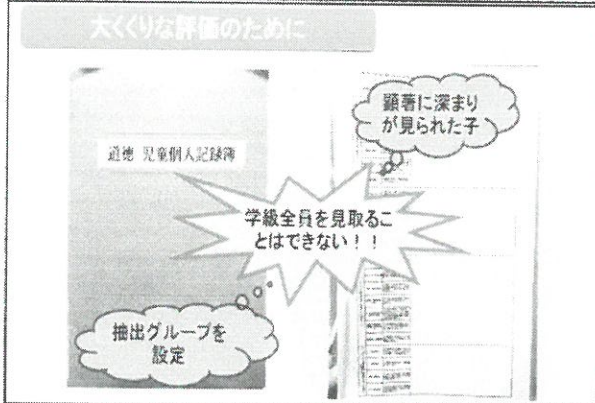 大くくりな評価のために
顕著に深まり
が見られた子
道徳 児童個人記録簿
学級全員を見取るこ
とはできない！！
抽出グループを
設定